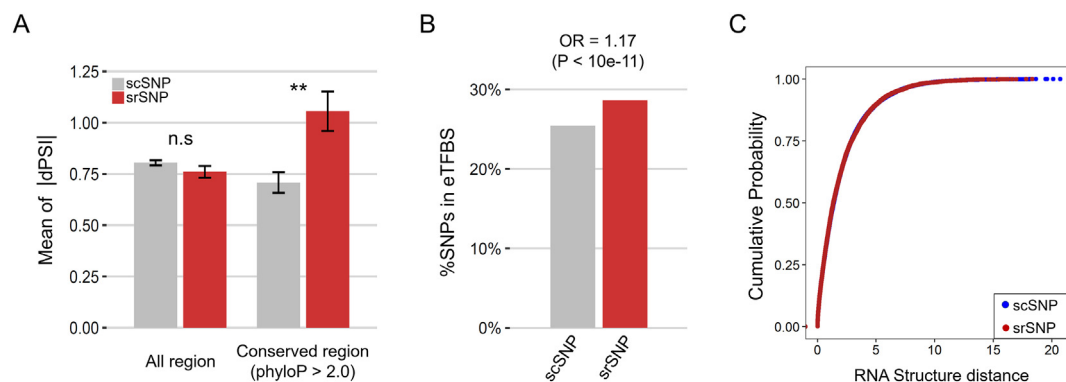 A
Mean of |dPSI|
1.25
1.00
0.75
0.50
0.25
0.00
scSNP
srSNP
n.s
**
All region
Conserved region
(phyloP > 2.0)
B
OR = 1.17
(P < 10e-11)
%SNPs in eTFBS
30%
20%
10%
0%
scSNP
srSNP
C
Cumulative Probability
1.00
0.75
0.50
0.25
0.00
scSNP
srSNP
0
5
10
15
20
RNA Structure distance